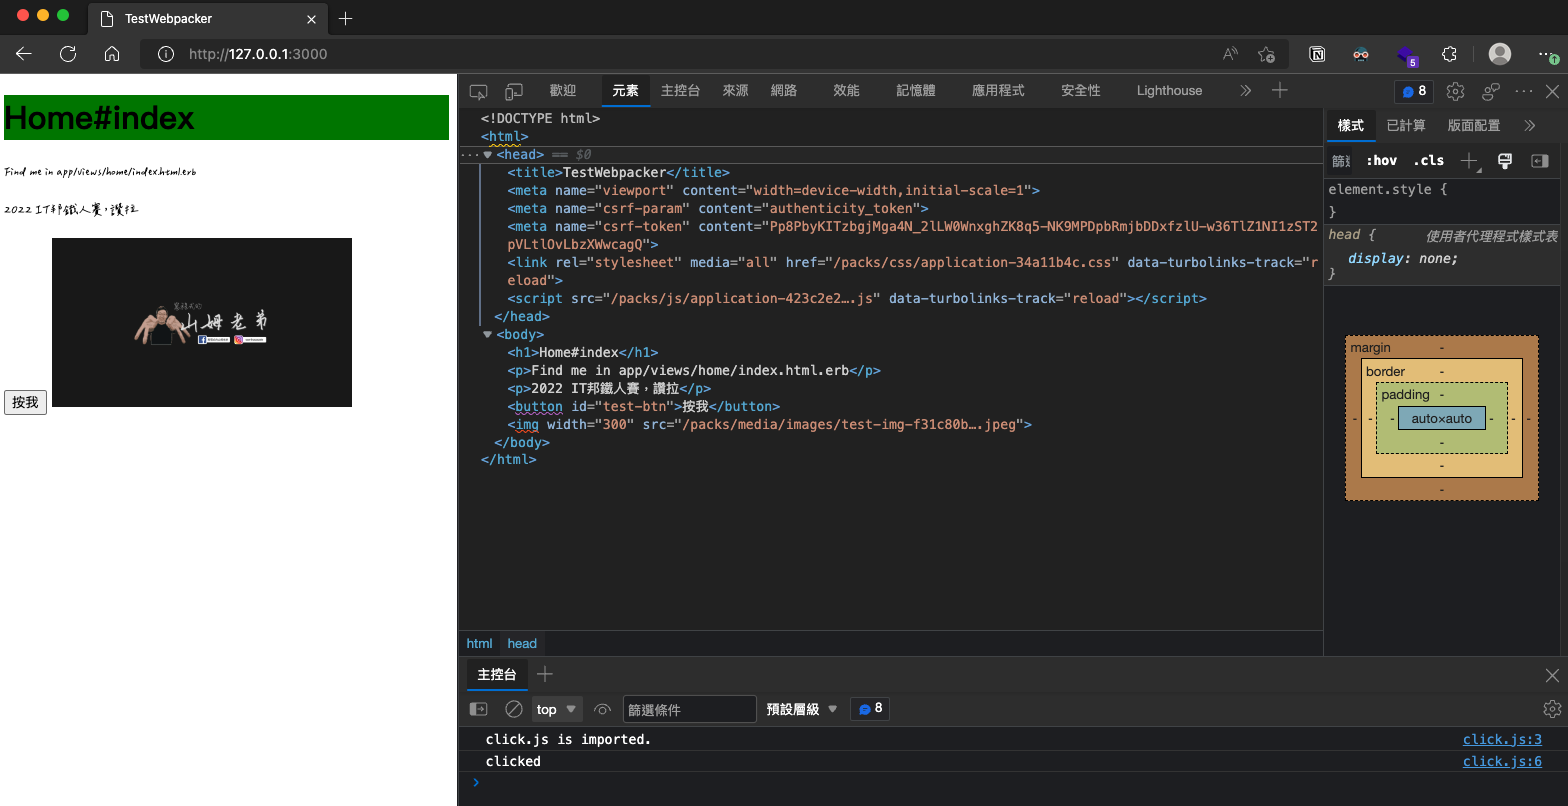 TestWebpacker
http://127.0.0.1:3000
5
Home#index
Find me in app/views/home/index.html.erb
2022 IT邦鐵人賽，讚拉
山姆老弟
按我
歡迎 元素 主控台 來源 網路 效能 記憶體 應用程式 安全性 Lighthouse 8
<!DOCTYPE html>
<html>
<head> == $0
<title>TestWebpacker</title>
<meta name="viewport" content="width=device-width,initial-scale=1">
<meta name="csrf-param" content="authenticity_token">
<meta name="csrf-token" content="Pp8PbyKITzbgjMga4N_2lLW0WnxghZK8q5-NK9MPDpbRmjbDDxfzlU-w36TlZ1NI1zST2
pVLtlOvLbzXWwcagQ">
<link rel="stylesheet" media="all" href="/packs/css/application-34a11b4c.css" data-turbolinks-track="r
eload">
<script src="/packs/js/application-423c2e2….js" data-turbolinks-track="reload"></script>
</head>
<body>
<h1>Home#index</h1>
<p>Find me in app/views/home/index.html.erb</p>
<p>2022 IT邦鐵人賽，讚拉</p>
<button id="test-btn">按我</button>
<img width="300" src="/packs/media/images/test-img-f31c80b….jpeg">
</body>
</html>
html head
樣式 已計算 版面配置
:hov .cls
element.style {
}
head { 使用者代理程式樣式表
display: none;
}
margin -
border -
padding -
- - - auto×auto - - -
-
-
-
主控台
top 篩選條件 預設層級 8
click.js is imported. click.js:3
clicked click.js:6